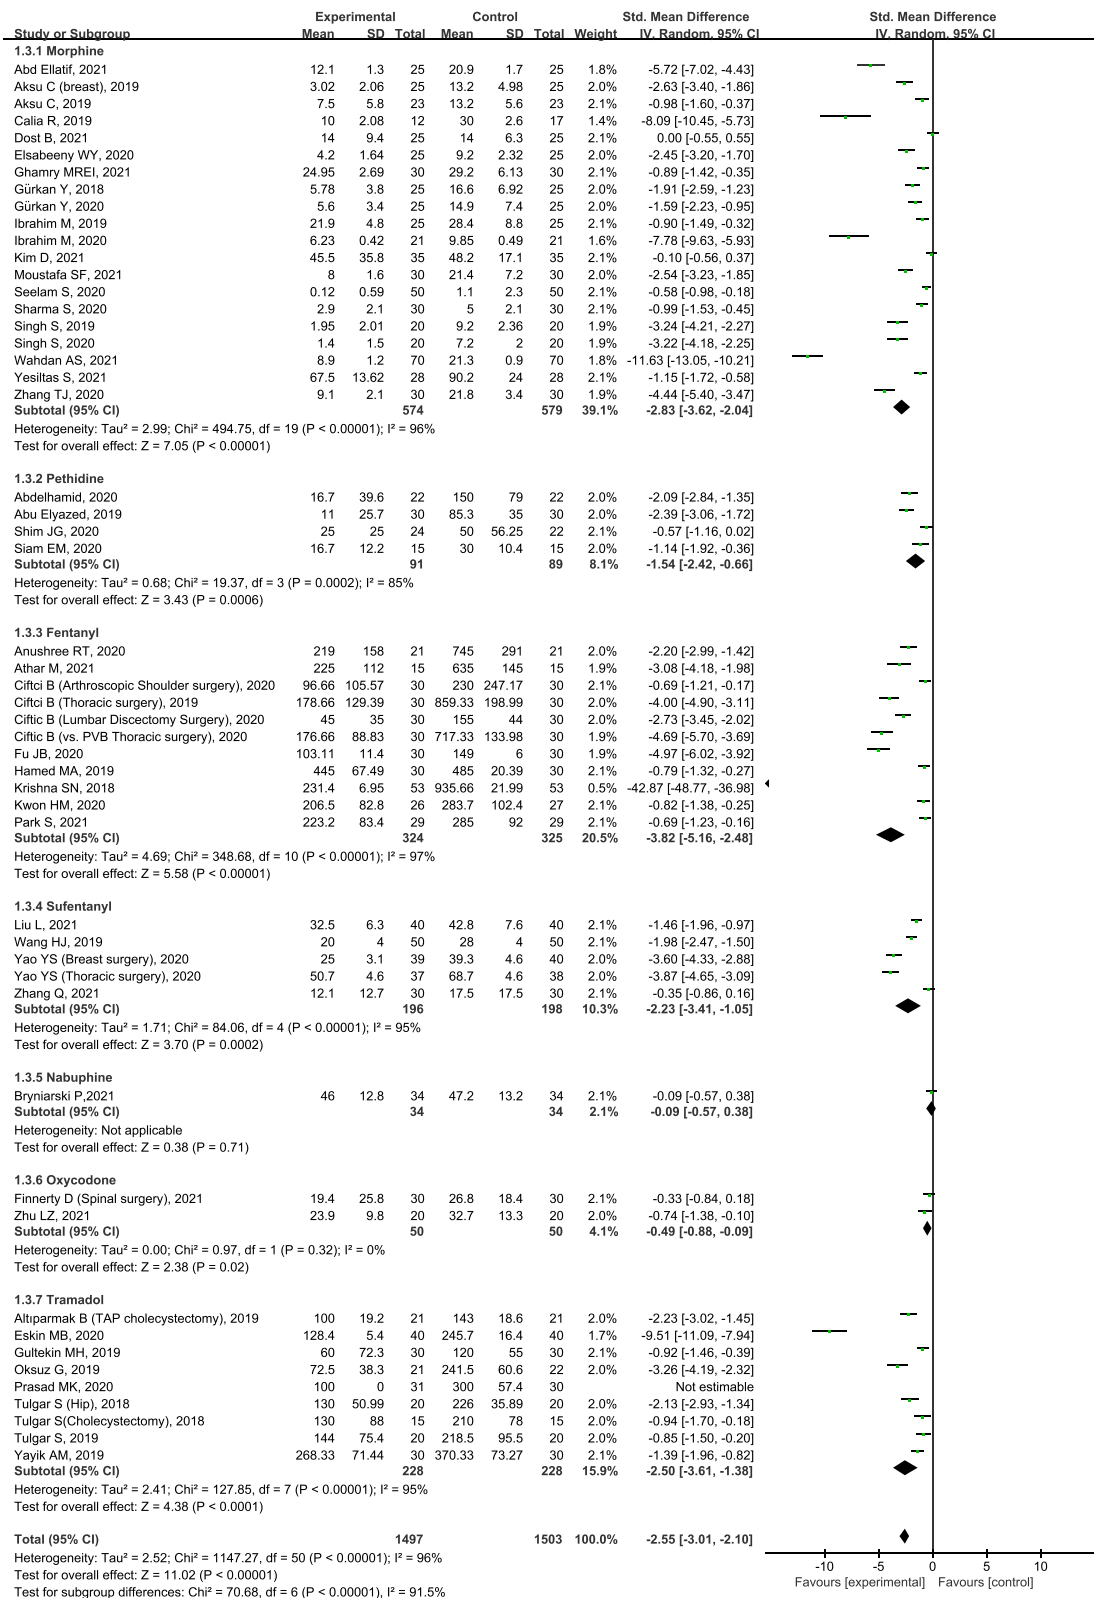 Experimental Control Std. Mean Difference Std. Mean Difference
Study or Subgroup Mean SD Total Mean SD Total Weight IV, Random, 95% CI IV, Random, 95% CI
1.3.1 Morphine
Abd Ellatif, 2021 12.1 1.3 25 20.9 1.7 25 1.8% -5.72 [-7.02, -4.43]
Aksu C (breast), 2019 3.02 2.06 25 13.2 4.98 25 2.0% -2.63 [-3.40, -1.86]
Aksu C, 2019 7.5 5.8 23 13.2 5.6 23 2.0% -0.98 [-1.60, -0.37]
Calia R, 2019 10 2.08 12 30 2.6 17 1.4% -8.09 [-10.45, -5.73]
Dost B, 2021 14 9.4 25 14 6.3 25 2.1% 0.00 [-0.55, 0.55]
Elsabeeny WY, 2020 4.2 1.64 25 9.2 2.32 25 2.0% -2.45 [-3.20, -1.70]
Ghamry MREI, 2021 24.95 2.69 30 29.2 6.13 30 2.1% -0.89 [-1.42, -0.35]
Gürkan Y, 2018 5.78 3.8 25 16.6 6.92 25 2.0% -1.91 [-2.59, -1.23]
Gürkan Y, 2020 5.6 3.4 25 14.9 7.4 25 2.0% -1.59 [-2.23, -0.95]
Ibrahim M, 2019 21.9 4.8 25 28.4 8.8 25 2.1% -0.90 [-1.49, -0.32]
Ibrahim M, 2020 6.23 0.42 21 9.85 0.49 21 1.6% -7.78 [-9.63, -5.93]
Kim D, 2021 45.5 35.8 35 48.2 17.1 35 2.1% -0.10 [-0.56, 0.37]
Moustafa SF, 2021 8 1.6 30 21.4 7.2 30 2.0% -2.54 [-3.23, -1.85]
Seelam S, 2020 0.12 0.59 50 1.1 2.3 50 2.1% -0.58 [-0.98, -0.18]
Sharma S, 2020 2.9 2.1 30 5 2.1 30 2.1% -0.99 [-1.53, -0.45]
Singh S, 2019 1.95 2.01 20 9.2 2.36 20 1.9% -3.24 [-4.21, -2.27]
Singh S, 2020 1.4 1.5 20 7.2 2 20 1.9% -3.22 [-4.18, -2.25]
Wahdan AS, 2021 8.9 1.2 70 21.3 0.9 70 1.8% -11.63 [-13.05, -10.21]
Yesiltas S, 2021 67.5 13.62 28 90.2 24 28 2.1% -1.15 [-1.72, -0.58]
Zhang TJ, 2020 9.1 2.1 30 21.8 3.4 30 1.9% -4.44 [-5.40, -3.47]
Subtotal (95% CI) 574 579 39.1% -2.83 [-3.62, -2.04]
Heterogeneity: Tau² = 2.99; Chi² = 494.75, df = 19 (P < 0.00001); I² = 96%
Test for overall effect: Z = 7.05 (P < 0.00001)
1.3.2 Pethidine
Abdelhamid, 2020 16.7 39.6 22 150 79 22 2.0% -2.09 [-2.84, -1.35]
Abu Elyazed, 2019 11 25.7 30 85.3 35 30 2.0% -2.39 [-3.06, -1.72]
Shim JG, 2020 25 25 24 50 56.25 22 2.1% -0.57 [-1.16, 0.02]
Siam EM, 2020 16.7 12.2 15 30 10.4 15 2.0% -1.14 [-1.92, -0.36]
Subtotal (95% CI) 91 89 8.1% -1.54 [-2.42, -0.66]
Heterogeneity: Tau² = 0.68; Chi² = 19.37, df = 3 (P = 0.0002); I² = 85%
Test for overall effect: Z = 3.43 (P = 0.0006)
1.3.3 Fentanyl
Anushree RT, 2020 219 158 21 745 291 21 2.0% -2.20 [-2.99, -1.42]
Athar M, 2021 225 112 15 635 145 15 1.9% -3.08 [-4.18, -1.98]
Ciftci B (Arthroscopic Shoulder surgery), 2020 96.66 105.57 30 230 247.17 30 2.1% -0.69 [-1.21, -0.17]
Ciftci B (Thoracic surgery), 2019 178.66 129.39 30 859.33 198.99 30 2.0% -4.00 [-4.90, -3.11]
Ciftic B (Lumbar Discectomy Surgery), 2020 45 35 30 155 44 30 2.0% -2.73 [-3.45, -2.02]
Ciftic B (vs. PVB Thoracic surgery), 2020 176.66 88.83 30 717.33 133.98 30 1.9% -4.69 [-5.70, -3.69]
Fu JB, 2020 103.11 11.4 30 149 6 30 1.9% -4.97 [-6.02, -3.92]
Hamed MA, 2019 445 67.49 30 485 20.39 30 2.1% -0.79 [-1.32, -0.27]
Krishna SN, 2018 231.4 6.95 53 935.66 21.99 53 0.5% -42.87 [-48.77, -36.98]
Kwon HM, 2020 206.5 82.8 26 283.7 102.4 27 2.1% -0.82 [-1.38, -0.25]
Park S, 2021 223.2 83.4 29 285 92 29 2.1% -0.69 [-1.23, -0.16]
Subtotal (95% CI) 324 325 20.5% -3.82 [-5.16, -2.48]
Heterogeneity: Tau² = 4.69; Chi² = 348.68, df = 10 (P < 0.00001); I² = 97%
Test for overall effect: Z = 5.58 (P < 0.00001)
1.3.4 Sufentanyl
Liu L, 2021 32.5 6.3 40 42.8 7.6 40 2.1% -1.46 [-1.96, -0.97]
Wang HJ, 2019 20 4 50 28 4 50 2.1% -1.98 [-2.47, -1.50]
Yao YS (Breast surgery), 2020 25 3.1 39 39.3 4.6 40 2.0% -3.60 [-4.33, -2.88]
Yao YS (Thoracic surgery), 2020 50.7 4.6 37 68.7 4.6 38 2.0% -3.87 [-4.65, -3.09]
Zhang Q, 2021 12.1 12.7 30 17.5 17.5 30 2.1% -0.35 [-0.86, 0.16]
Subtotal (95% CI) 196 198 10.3% -2.23 [-3.41, -1.05]
Heterogeneity: Tau² = 1.71; Chi² = 84.06, df = 4 (P < 0.00001); I² = 95%
Test for overall effect: Z = 3.70 (P = 0.0002)
1.3.5 Nabuphine
Bryniarski P,2021 46 12.8 34 47.2 13.2 34 2.1% -0.09 [-0.57, 0.38]
Subtotal (95% CI) 34 34 2.1% -0.09 [-0.57, 0.38]
Heterogeneity: Not applicable
Test for overall effect: Z = 0.38 (P = 0.71)
1.3.6 Oxycodone
Finnerty D (Spinal surgery), 2021 19.4 25.8 30 26.8 18.4 30 2.1% -0.33 [-0.84, 0.18]
Zhu LZ, 2021 23.9 9.8 20 32.7 13.3 20 2.0% -0.74 [-1.38, -0.10]
Subtotal (95% CI) 50 50 4.1% -0.49 [-0.88, -0.09]
Heterogeneity: Tau² = 0.00; Chi² = 0.97, df = 1 (P = 0.32); I² = 0%
Test for overall effect: Z = 2.38 (P = 0.02)
1.3.7 Tramadol
Altıparmak B (TAP cholecystectomy), 2019 100 19.2 21 143 18.6 21 2.0% -2.23 [-3.02, -1.45]
Eskin MB, 2020 128.4 5.4 40 245.7 16.4 40 1.7% -9.51 [-11.09, -7.94]
Gultekin MH, 2019 60 72.3 30 120 55 30 2.1% -0.92 [-1.46, -0.39]
Oksuz G, 2019 72.5 38.3 21 241.5 60.6 22 2.0% -3.26 [-4.19, -2.32]
Prasad MK, 2020 100 0 31 300 57.4 30 Not estimable
Tulgar S (Hip), 2018 130 50.99 20 226 35.89 20 2.0% -2.13 [-2.93, -1.34]
Tulgar S(Cholecystectomy), 2018 130 88 15 210 78 15 2.0% -0.94 [-1.70, -0.18]
Tulgar S, 2019 144 75.4 20 218.5 95.5 20 2.0% -0.85 [-1.50, -0.20]
Yayik AM, 2019 268.33 71.44 30 370.33 73.27 30 2.1% -1.39 [-1.96, -0.82]
Subtotal (95% CI) 228 228 15.9% -2.50 [-3.61, -1.38]
Heterogeneity: Tau² = 2.41; Chi² = 127.85, df = 7 (P < 0.00001); I² = 95%
Test for overall effect: Z = 4.38 (P < 0.0001)
Total (95% CI) 1497 1503 100.0% -2.55 [-3.01, -2.10]
Heterogeneity: Tau² = 2.52; Chi² = 1147.27, df = 50 (P < 0.00001); I² = 96%
Test for overall effect: Z = 11.02 (P < 0.00001)
Test for subgroup differences: Chi² = 70.68, df = 6 (P < 0.00001), I² = 91.5%
-10 -5 0 5 10
Favours [experimental] Favours [control]